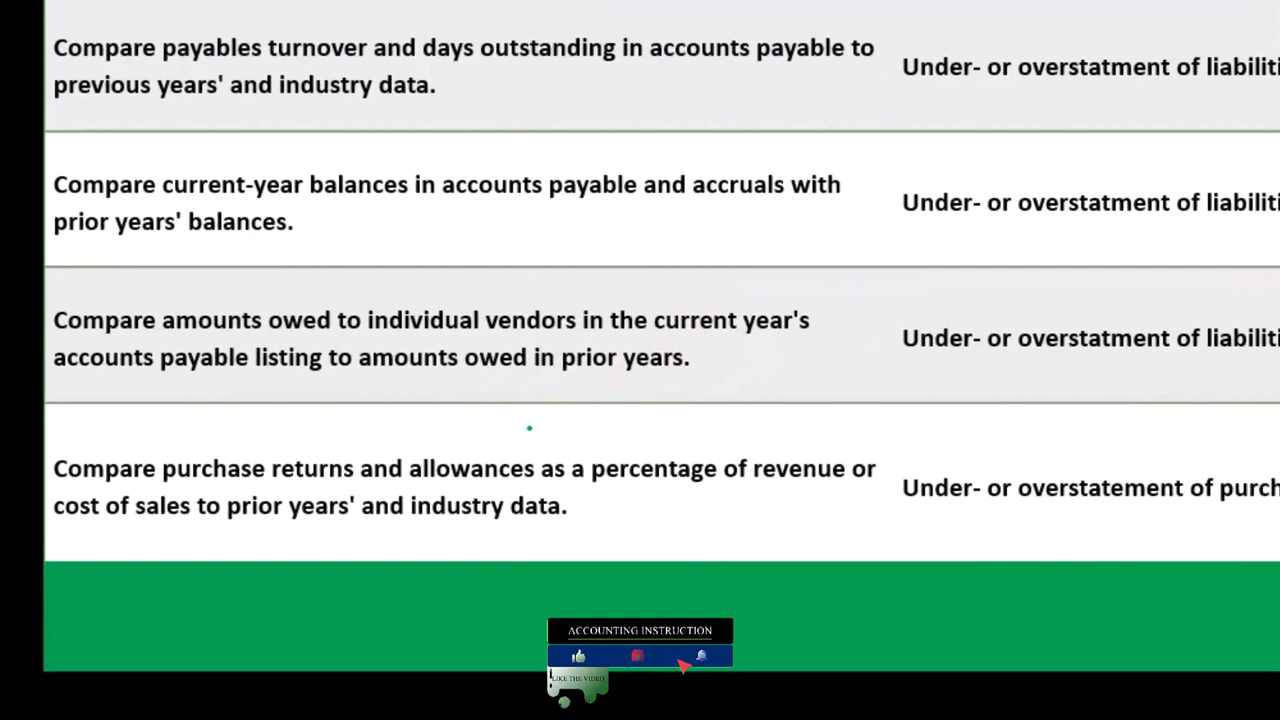 Compare payables turnover and days outstanding in accounts payable to
previous years' and industry data.
Under- or overstatment of
Compare current-year balances in accounts payable and accruals with
prior years' balances.
Under- or overstatment of
Compare amounts owed to individual vendors in the current year's
accounts payable listing to amounts owed in prior years.
Under- or overstatment of
Compare purchase returns and allowances as a percentage of revenue or
cost of sales to prior years' and industry data.
Under- or overstatement of
ACCOUNTING INSTRUCTION
LIKE THE VIDEO